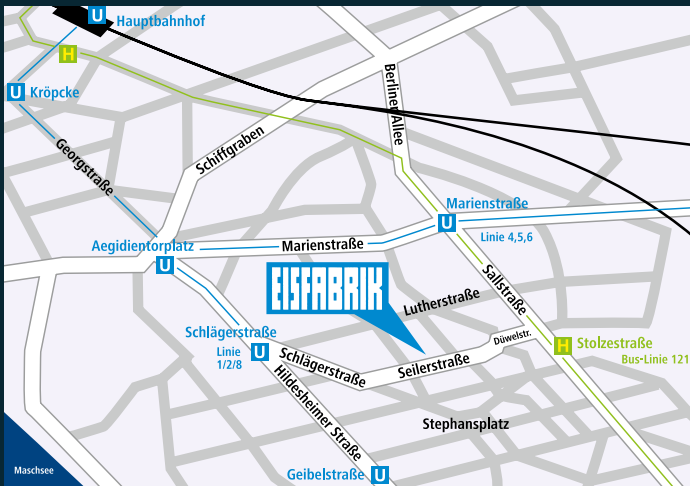 U Hauptbahnhof
H
U Kröpcke
Georgstraße
Schiffgraben
Berliner Allee
Marienstraße
U
Linie 4,5,6
Aegidientorplatz
U
Marienstraße
EISFABRIK
Lutherstraße
Sallstraße
Schlägerstraße
U
Linie
1/2/8
Schlägerstraße
Seilerstraße
Düwelstr.
H Stolzestraße
Bus-Linie 121
Hildesheimer Straße
Stephansplatz
Maschsee
Geibelstraße U